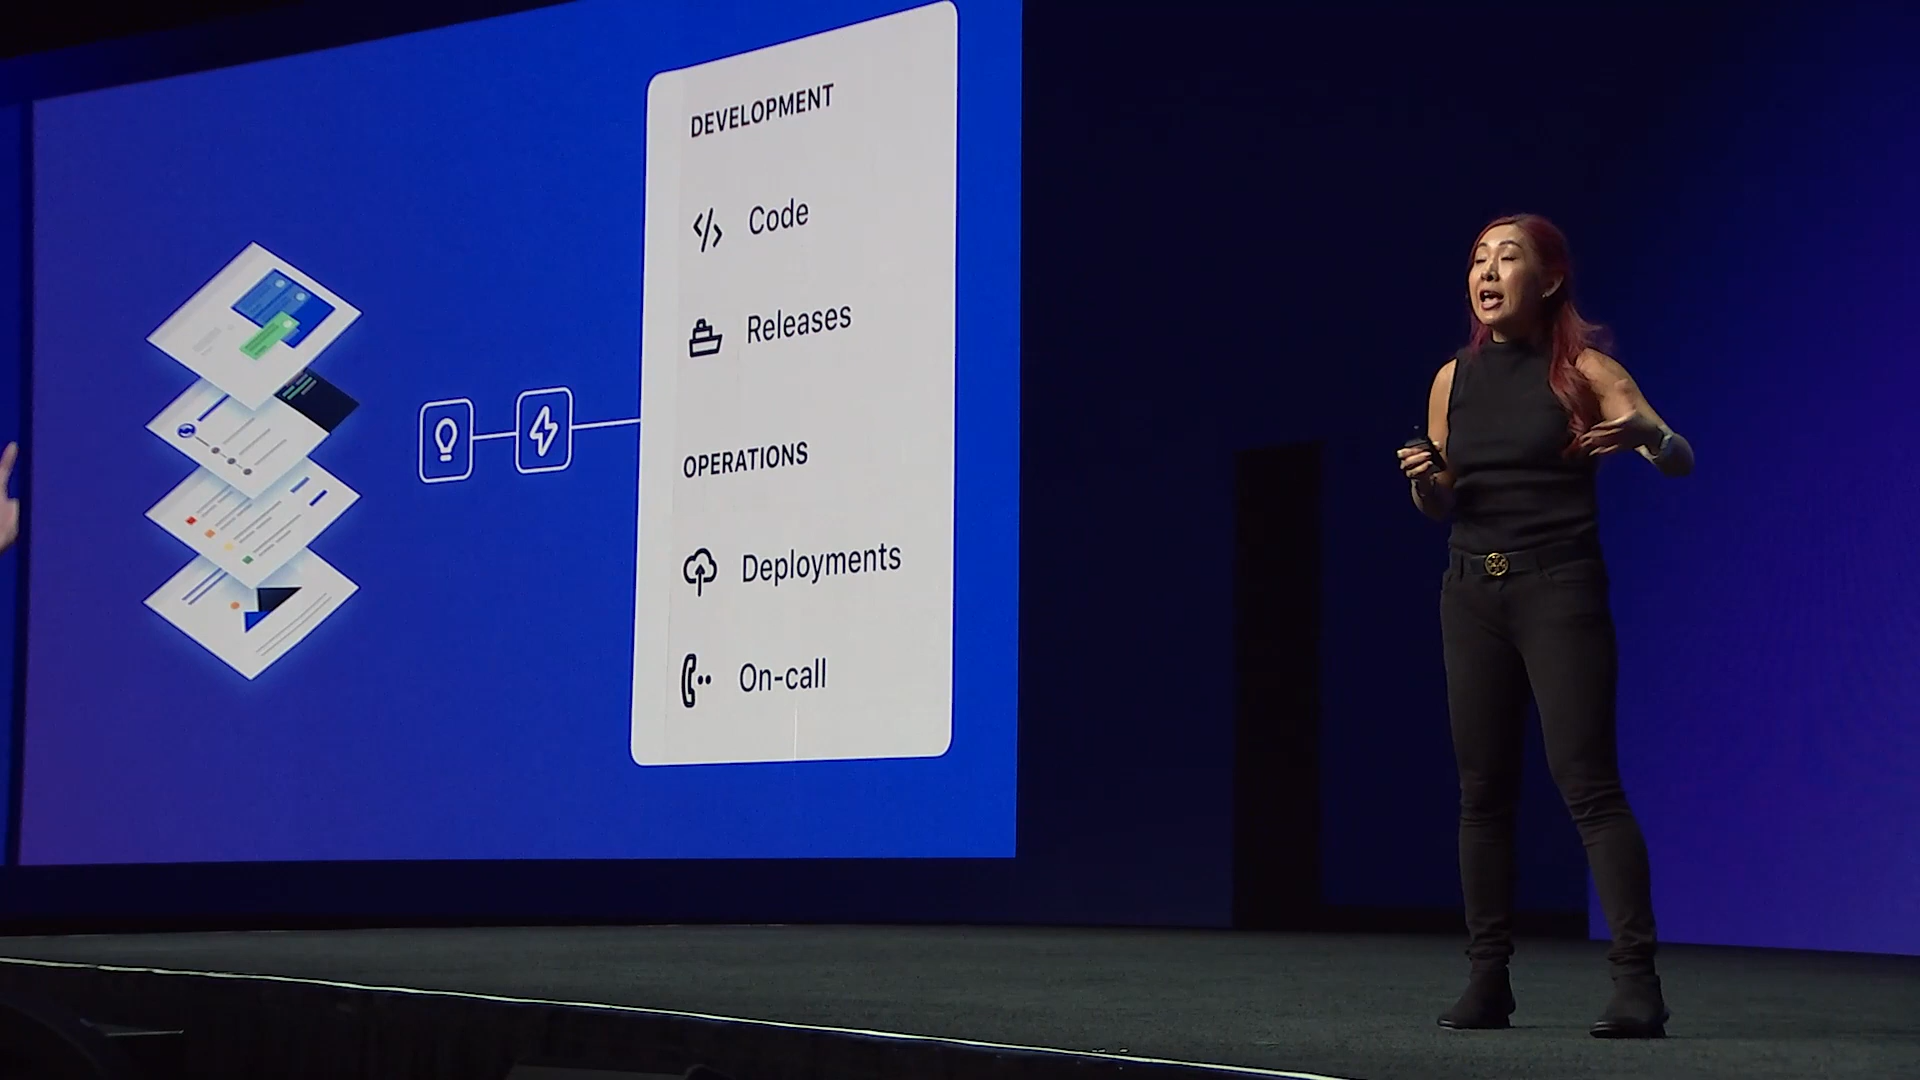 DEVELOPMENT
Code
Releases
OPERATIONS
Deployments
On-call